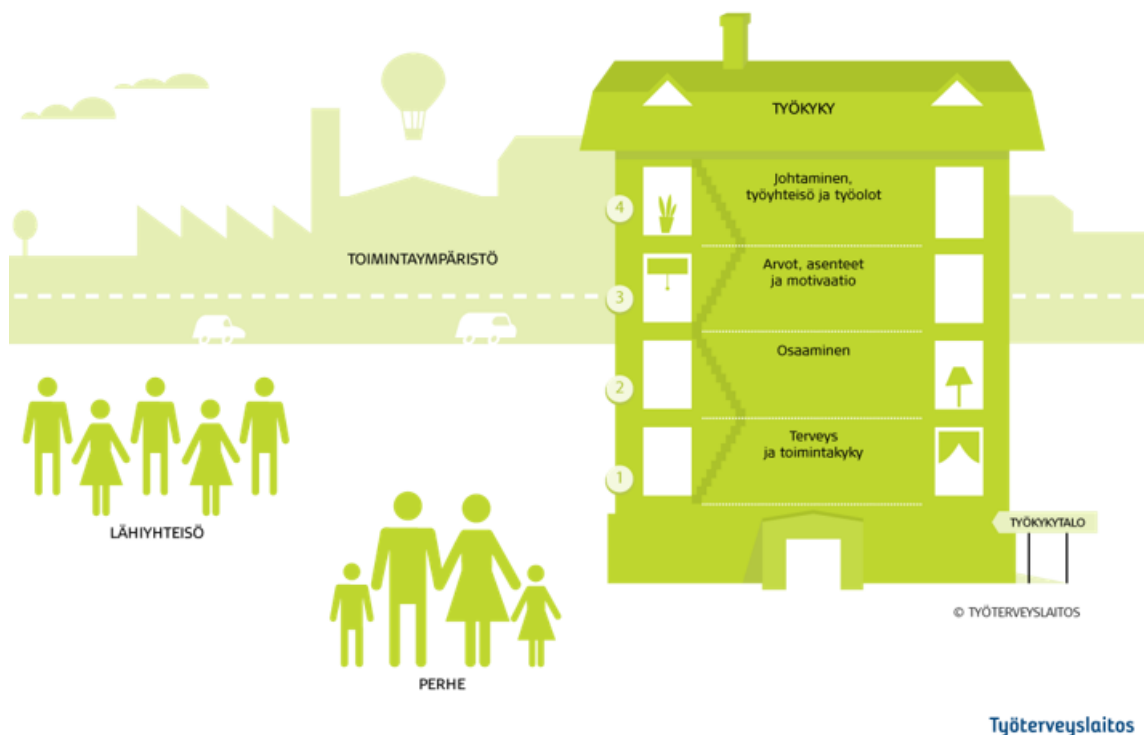 TYÖKYKY
4
Johtaminen,
työyhteisö ja työolot
TOIMINTAYMPÄRISTÖ
3
Arvot, asenteet
ja motivaatio
2
Osaaminen
1
Terveys
ja toimintakyky
LÄHIYHTEISÖ
PERHE
TYÖKYKYTALO
© TYÖTERVEYSLAITOS
Työterveyslaitos